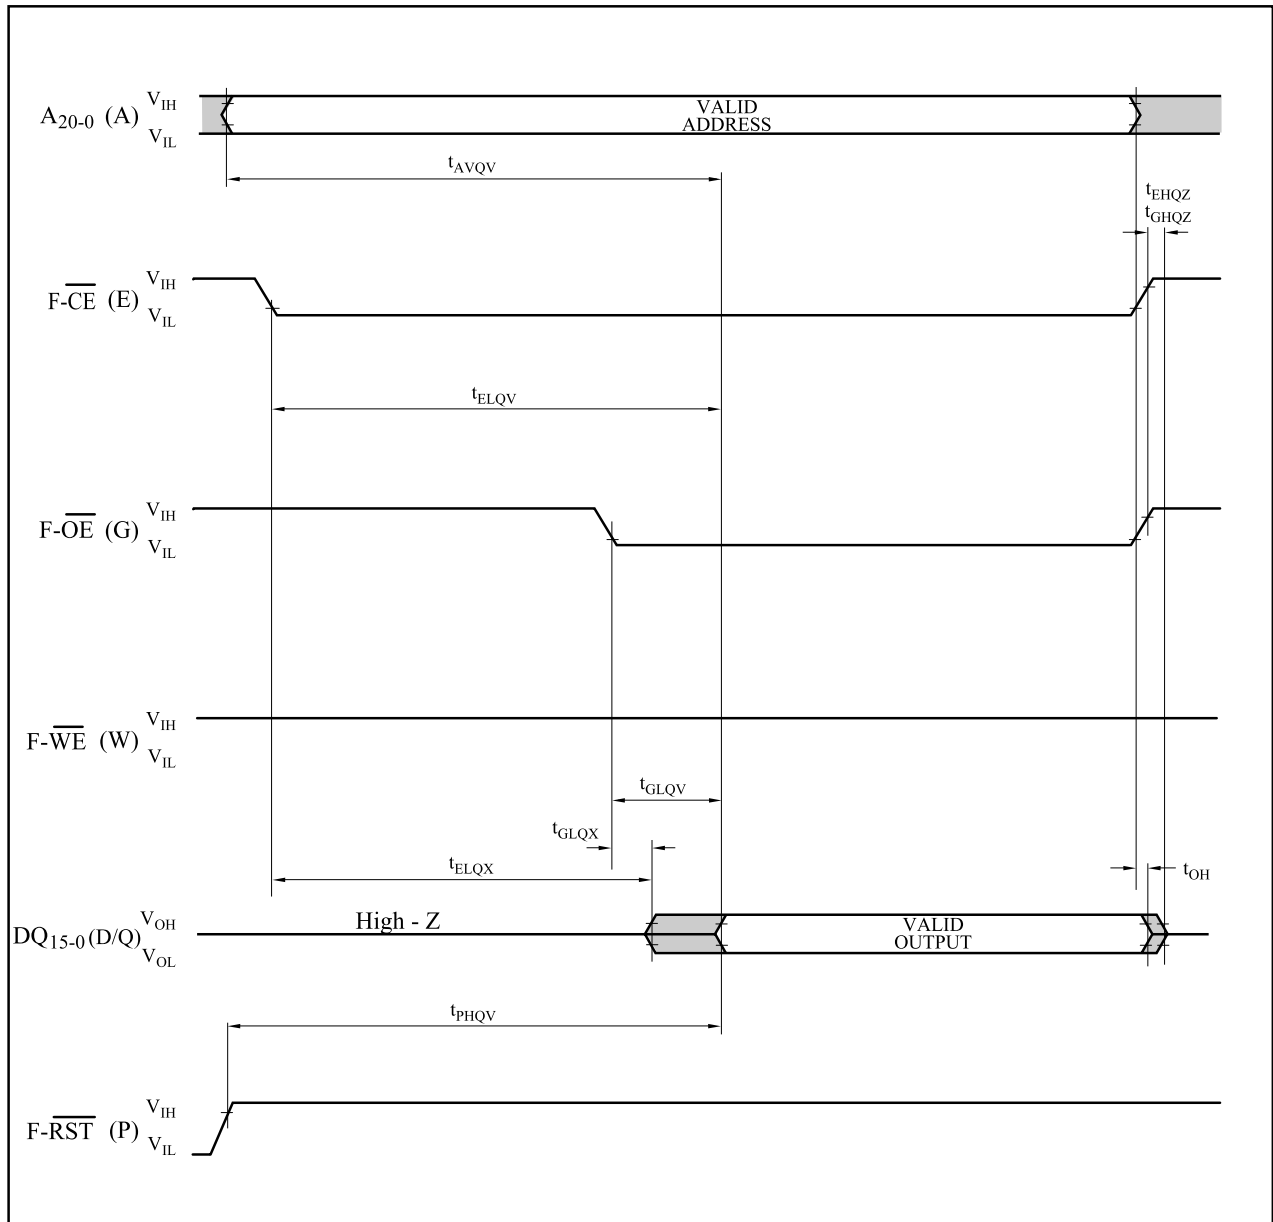 A20-0 (A) VIH
VIL
VALID
ADDRESS
tAVQV
tEHQZ
tGHQZ
F-CE (E) VIH
VIL
tELQV
F-OE (G) VIH
VIL
F-WE (W) VIH
VIL
tGLQV
tGLQX
tELQX
tOH
DQ15-0 (D/Q) VOH
VOL
High - Z
VALID
OUTPUT
tPHQV
F-RST (P) VIH
VIL